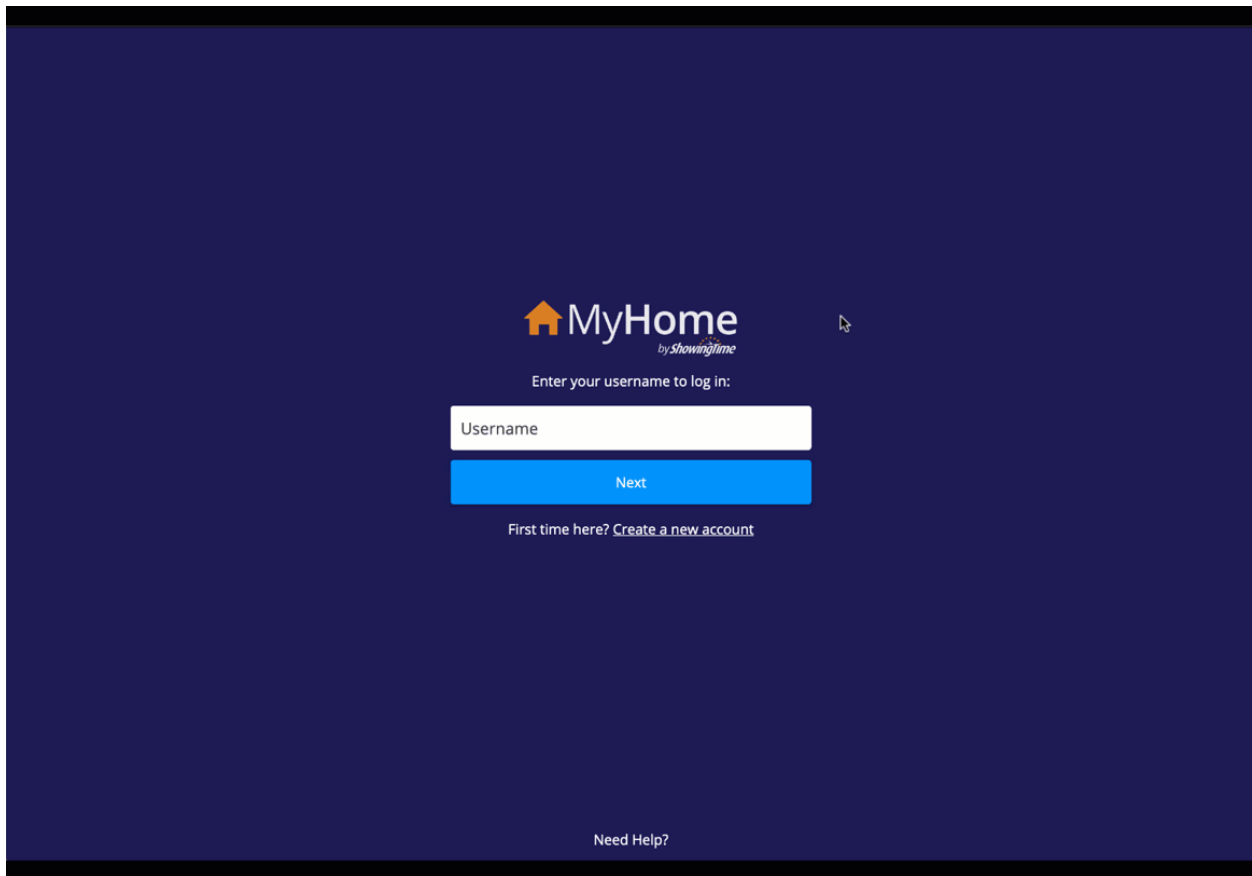 MyHome
by ShowingTime
Enter your username to log in:
Username
Next
First time here? Create a new account
Need Help?